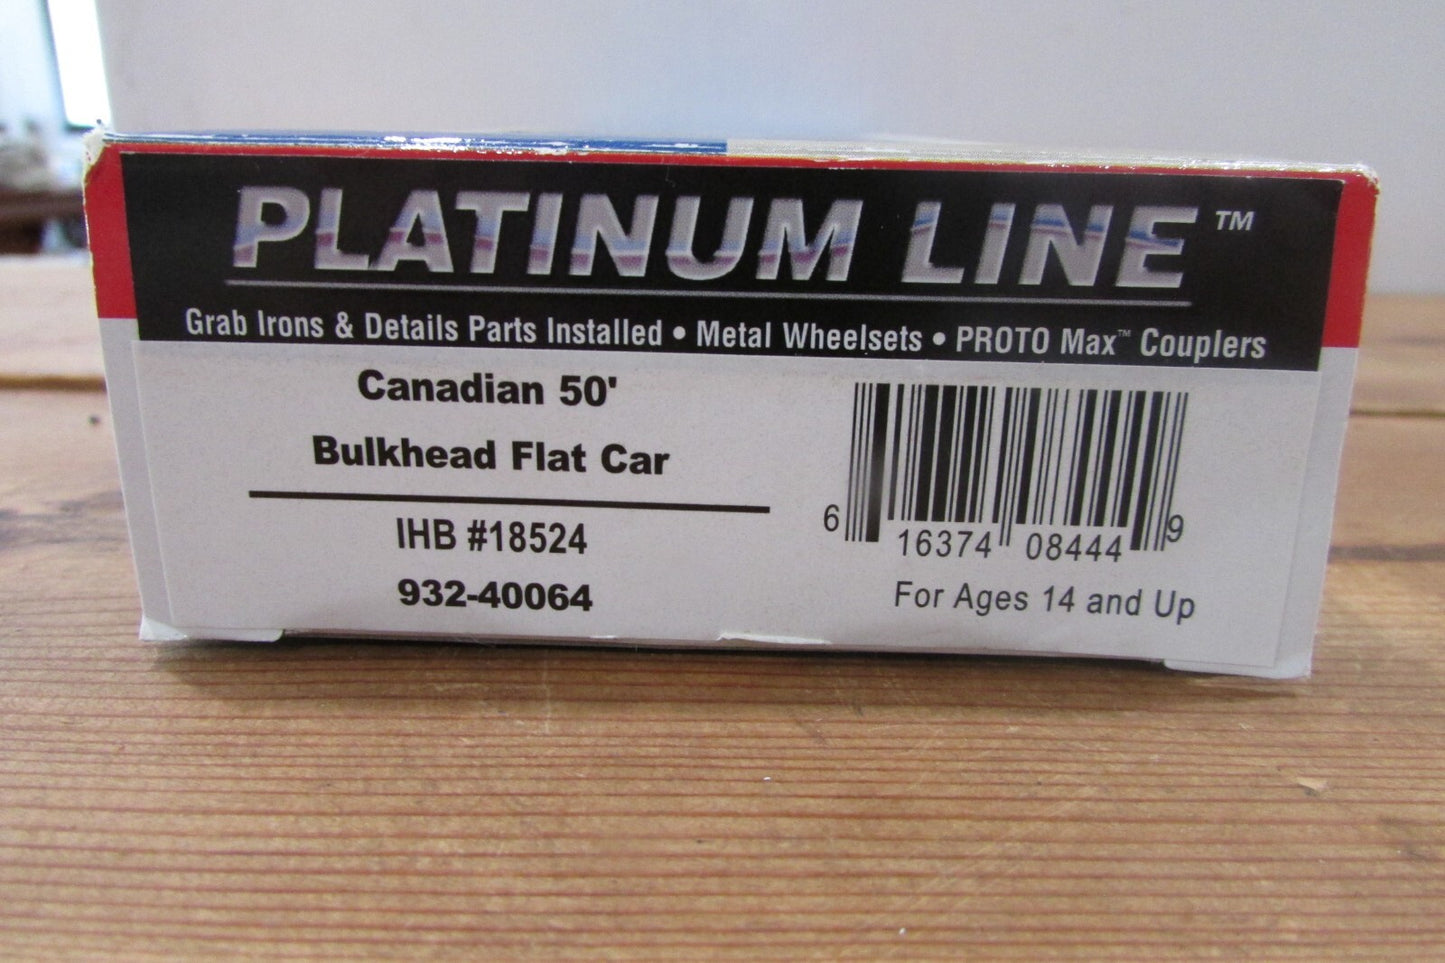 PLATINUM LINE™
Grab Irons & Details Parts Installed • Metal Wheelsets • PROTO Max™ Couplers
Canadian 50'
Bulkhead Flat Car
IHB #18524
932-40064
6 16374 08444 9
For Ages 14 and Up